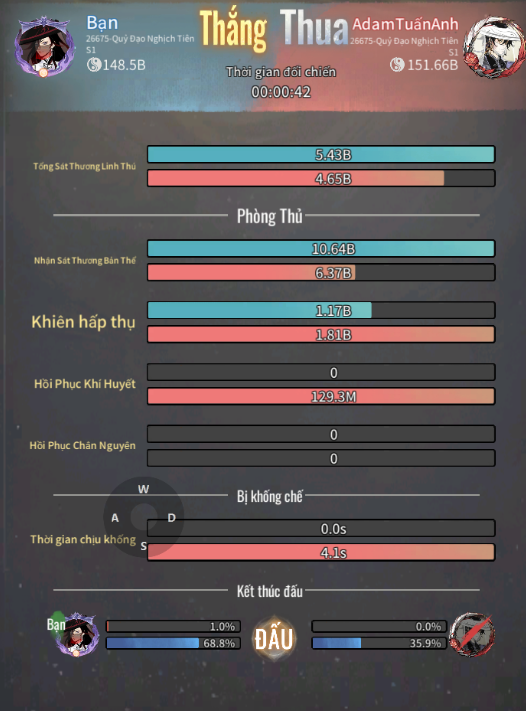 Bạn
Thắng
Thua
AdamTuấnAnh
26675-Quỷ Đạo Nghịch Tiên
S1
26675-Quỷ Đạo Nghịch Tiên
S1
148.5B
151.66B
Thời gian đối chiến
00:00:42
Tổng Sát Thương Linh Thú
5.43B
4.65B
Phòng Thủ
Nhận Sát Thương Bản Thể
10.64B
6.37B
Khiên hấp thụ
1.17B
1.81B
Hồi Phục Khí Huyết
0
129.3M
Hồi Phục Chân Nguyên
0
0
Bị khống chế
W
A
D
S
Thời gian chịu khống
0.0s
4.1s
Kết thúc đấu
Bạn
1.0%
68.8%
ĐẤU
0.0%
35.9%